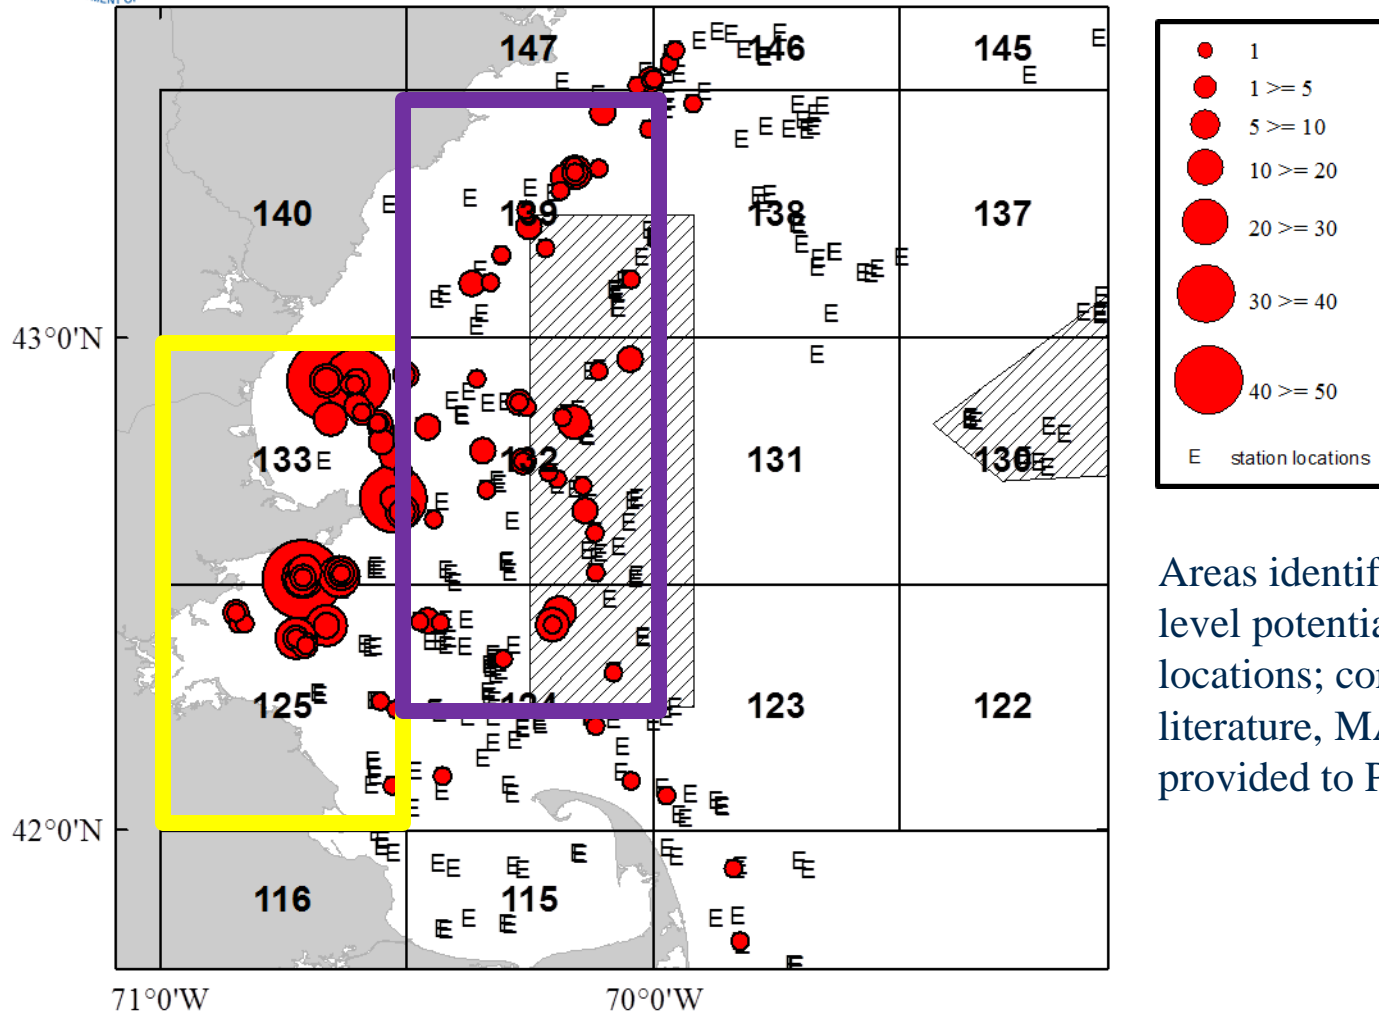 147
146
145
140
139
138
137
43°0'N
133
132
131
130
125
124
123
122
42°0'N
116
115
71°0'W
70°0'W
1
1 >= 5
5 >= 10
10 >= 20
20 >= 30
30 >= 40
40 >= 50
E station locations
Areas identif
level potentia
locations; co
literature, MA
provided to P